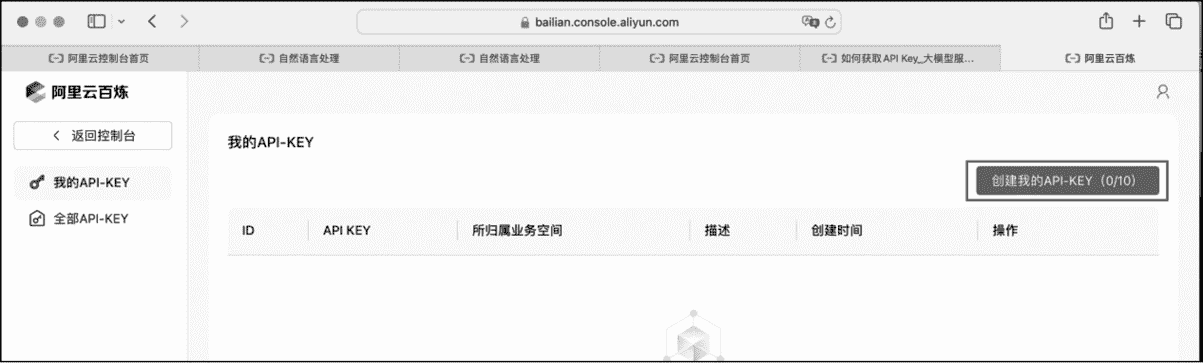 bailian.console.aliyun.com
阿里云控制台首页
自然语言处理
自然语言处理
阿里云控制台首页
如何获取API Key_大模型服...
阿里云百炼
阿里云百炼
返回控制台
我的API-KEY
全部API-KEY
我的API-KEY
创建我的API-KEY（0/10）
ID API KEY 所归属业务空间 描述 创建时间 操作